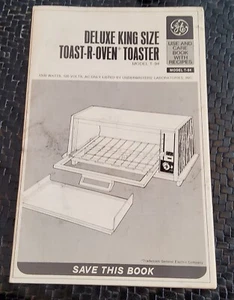 DELUXE KING SIZE
TOAST-R-OVEN® TOASTER
MODEL T-94
USE AND
CARE
BOOK
WITH
RECIPES
MODEL T-94
SAVE THIS BOOK